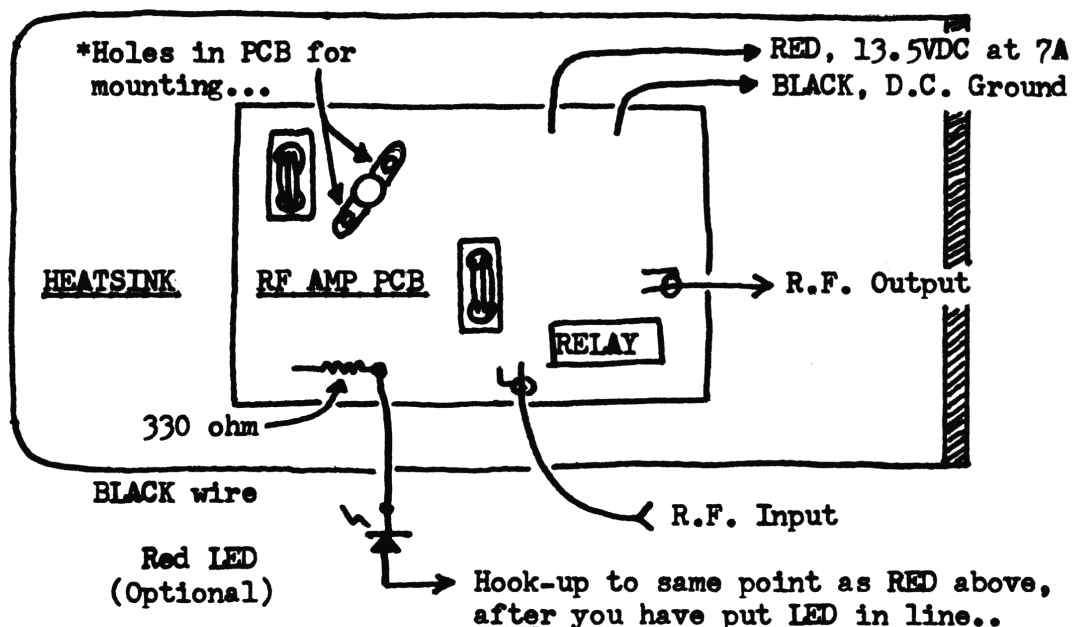 *Holes in PCB for
mounting...
RED, 13.5VDC at 7A
BLACK, D.C. Ground
HEATSINK
RF AMP PCB
R.F. Output
RELAY
330 ohm
BLACK wire
R.F. Input
Red LED
(Optional)
Hook-up to same point as RED above,
after you have put LED in line..